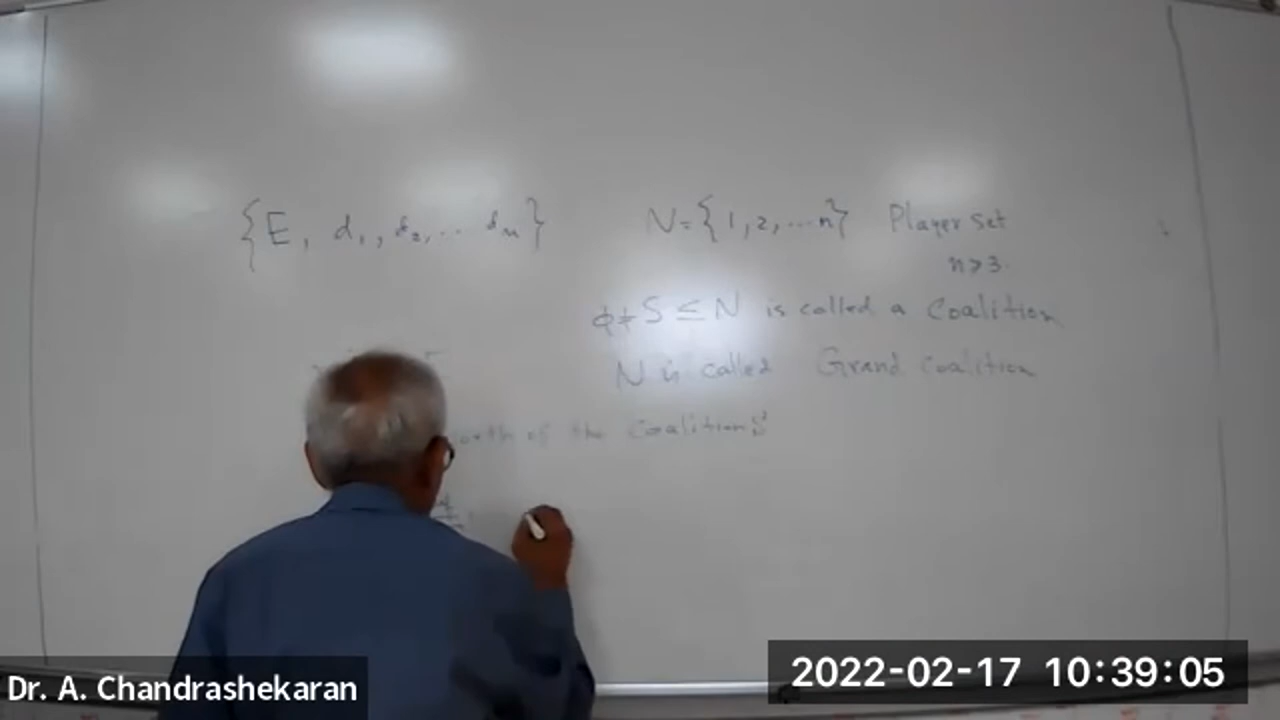 {E, d₁, d₂, ... dₙ} N = {1, 2, ... n} Player set
n > 3.
φ ≠ S ⊆ N is called a Coalition
N is called Grand coalition
of the Coalition S
Dr. A. Chandrashekaran
2022-02-17 10:39:05